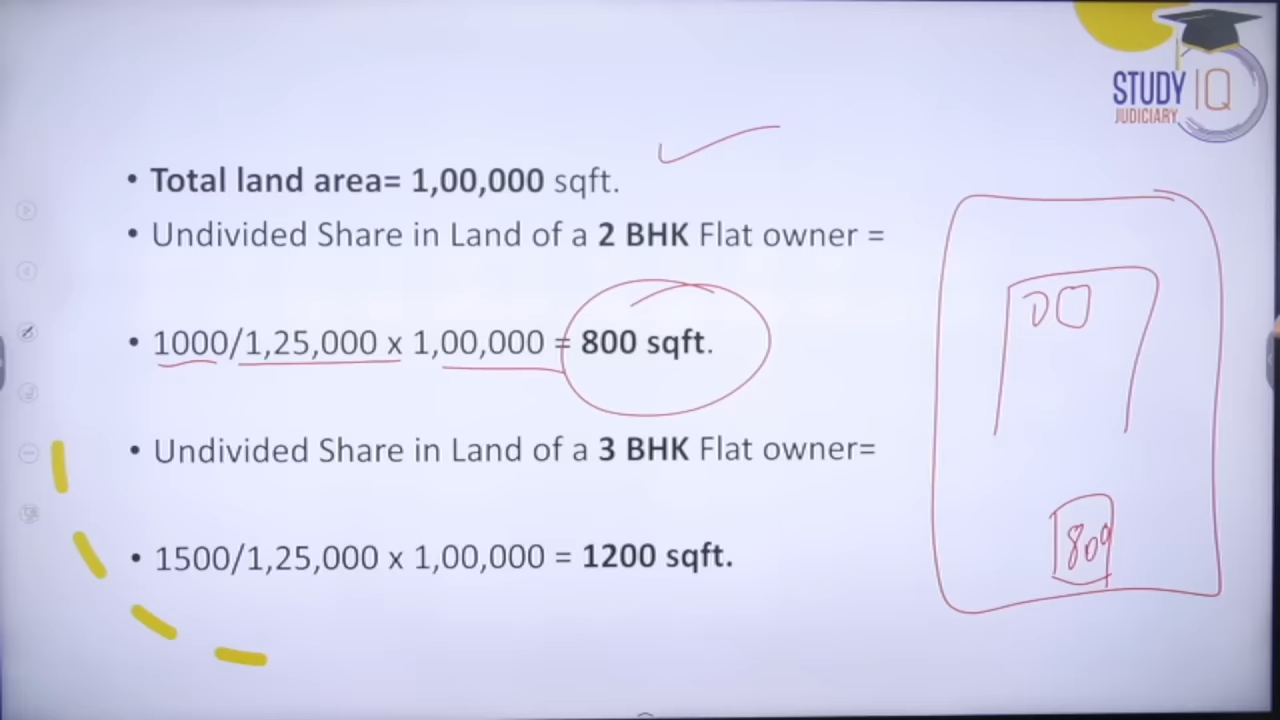 STUDY IQ
JUDICIARY
• Total land area= 1,00,000 sqft.
• Undivided Share in Land of a 2 BHK Flat owner =
• 1000/1,25,000 x 1,00,000 = 800 sqft.
• Undivided Share in Land of a 3 BHK Flat owner=
• 1500/1,25,000 x 1,00,000 = 1200 sqft.